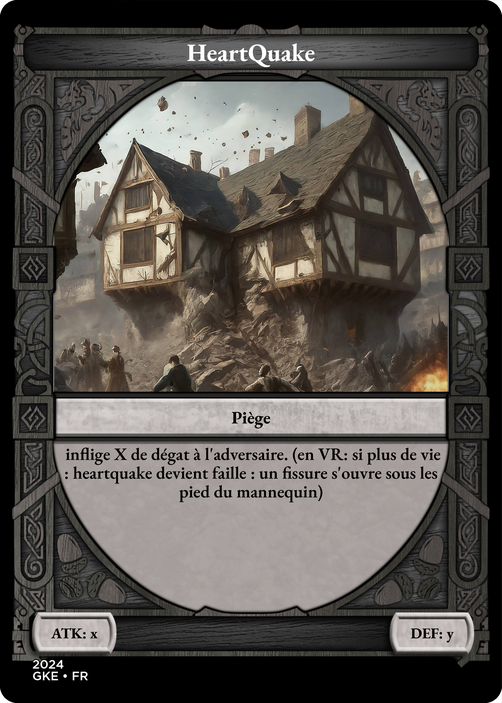 HeartQuake
Piège
inflige X de dégat à l'adversaire. (en VR: si plus de vie
: heartquake devient faille : un fissure s'ouvre sous les
pied du mannequin)
ATK: x
DEF: y
2024
GKE • FR